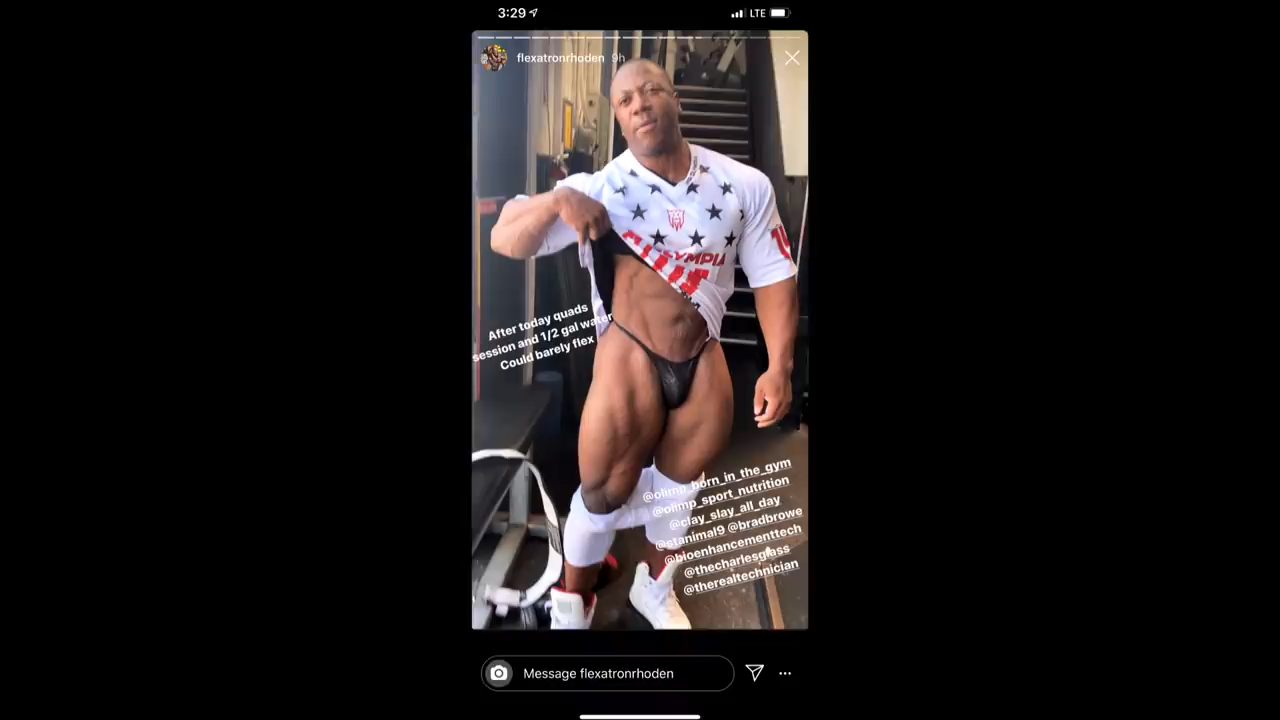 3:29
LTE
flexatronrhoden 9h
OLYMPIA
After today quads
session and 1/2 gal water
Could barely flex
@olimp_born_in_the_gym
@olimp_sport_nutrition
@clay_slay_all_day
@stanimal9 @bradbrowe
@bioenhancementtech
@thecharlesglass
@therealtechnician
Message flexatronrhoden